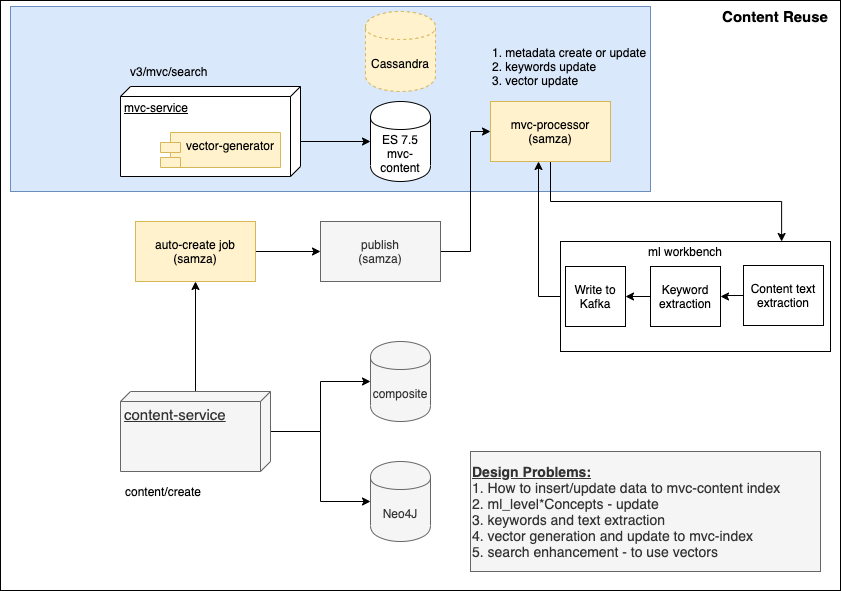 Content Reuse
Cassandra
1. metadata create or update
2. keywords update
3. vector update
v3/mvc/search
mvc-service
vector-generator
ES 7.5
mvc-
content
mvc-processor
(samza)
auto-create job
(samza)
publish
(samza)
ml workbench
Write to
Kafka
Keyword
extraction
Content text
extraction
composite
content-service
content/create
Neo4J
Design Problems:
1. How to insert/update data to mvc-content index
2. ml_level*Concepts - update
3. keywords and text extraction
4. vector generation and update to mvc-index
5. search enhancement - to use vectors